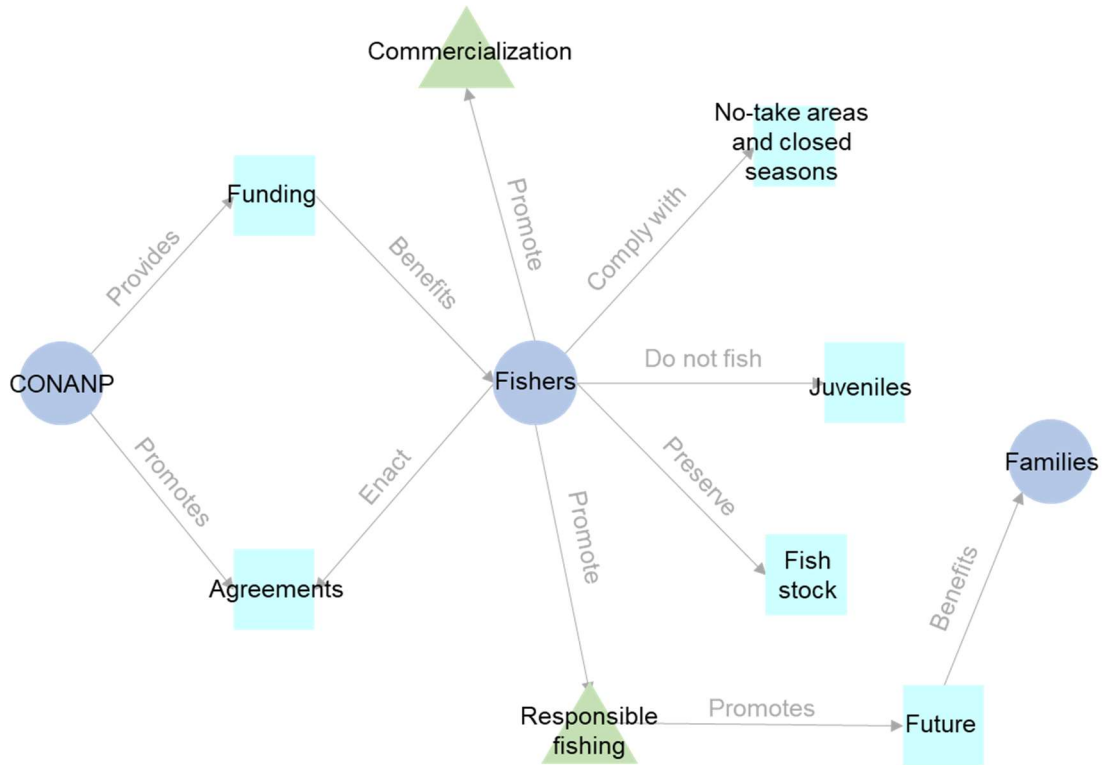 Commercialization
No-take areas
and closed
seasons
Promote
Funding
Comply with
Provides
Benefits
CONANP
Fishers
Do not fish
Juveniles
Promotes
Enact
Preserve
Families
Promote
Agreements
Fish
stock
Benefits
Responsible
fishing
Promotes
Future